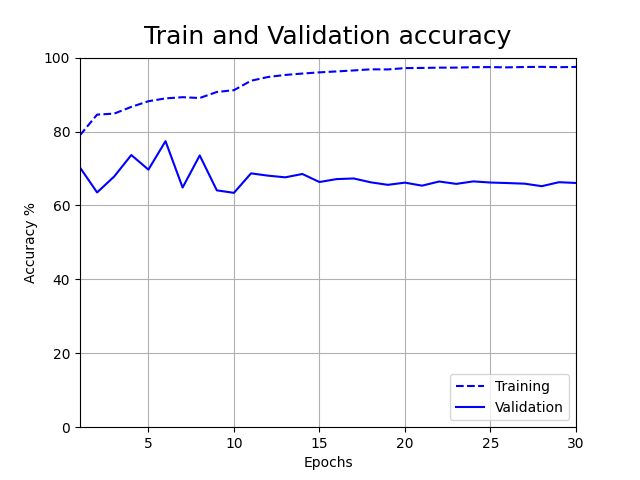 Train and Validation accuracy
100
80
60
40
20
0
Accuracy %
5 10 15 20 25 30
Epochs
Training
Validation